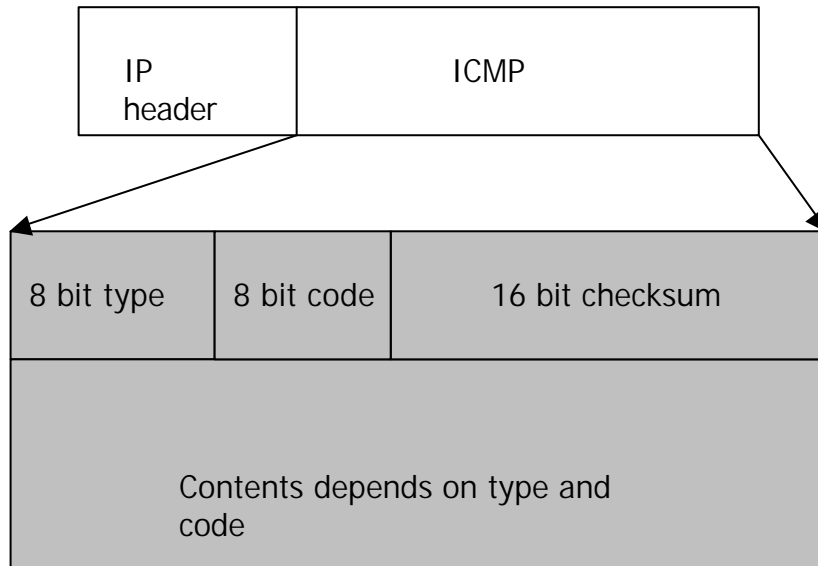 IP
header
ICMP
8 bit type
8 bit code
16 bit checksum
Contents depends on type and
code